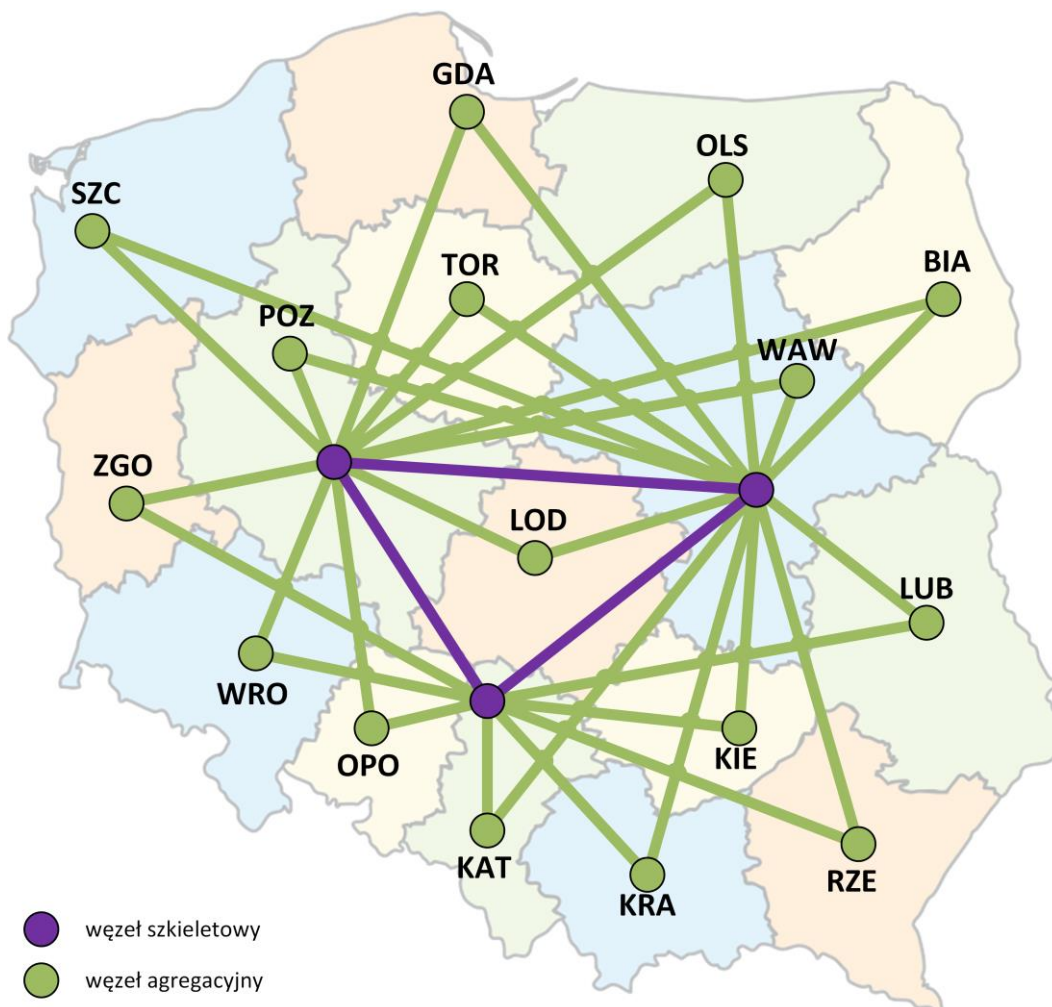 GDA
OLS
SZC
TOR
BIA
POZ
WAW
ZGO
LOD
LUB
WRO
OPO
KIE
KAT
KRA
RZE
węzeł szkieletowy
węzeł agregacyjny